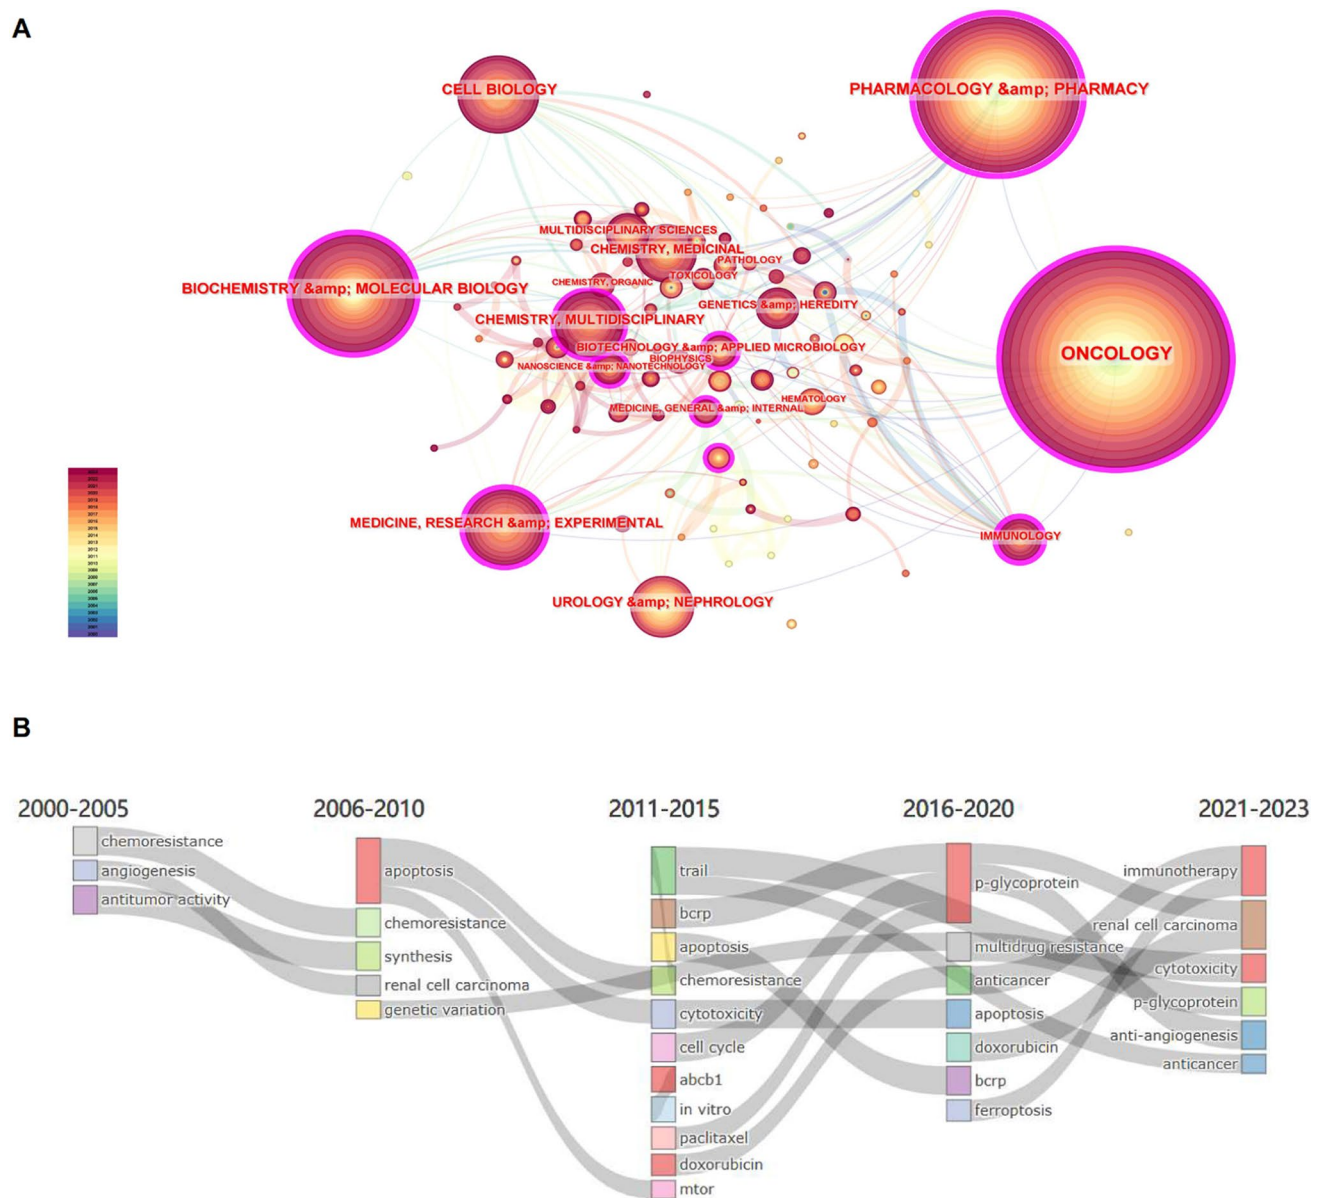 A
CELL BIOLOGY
PHARMACOLOGY &amp; PHARMACY
MULTIDISCIPLINARY SCIENCES
CHEMISTRY, MEDICINAL
PATHOLOGY
TOXICOLOGY
CHEMISTRY, ORGANIC
BIOCHEMISTRY &amp; MOLECULAR BIOLOGY
GENETICS &amp; HEREDITY
CHEMISTRY, MULTIDISCIPLINARY
BIOTECHNOLOGY &amp; APPLIED MICROBIOLOGY
ONCOLOGY
BIOPHYSICS
NANOSCIENCE &amp; NANOTECHNOLOGY
HEMATOLOGY
MEDICINE, GENERAL &amp; INTERNAL
MEDICINE, RESEARCH &amp; EXPERIMENTAL
IMMUNOLOGY
UROLOGY &amp; NEPHROLOGY
B
2000-2005
2006-2010
2011-2015
2016-2020
2021-2023
chemoresistance
angiogenesis
antitumor activity
apoptosis
chemoresistance
synthesis
renal cell carcinoma
genetic variation
trail
bcrp
apoptosis
chemoresistance
cytotoxicity
cell cycle
abcb1
in vitro
paclitaxel
doxorubicin
mtor
p-glycoprotein
multidrug resistance
anticancer
apoptosis
doxorubicin
bcrp
ferroptosis
immunotherapy
renal cell carcinoma
cytotoxicity
p-glycoprotein
anti-angiogenesis
anticancer